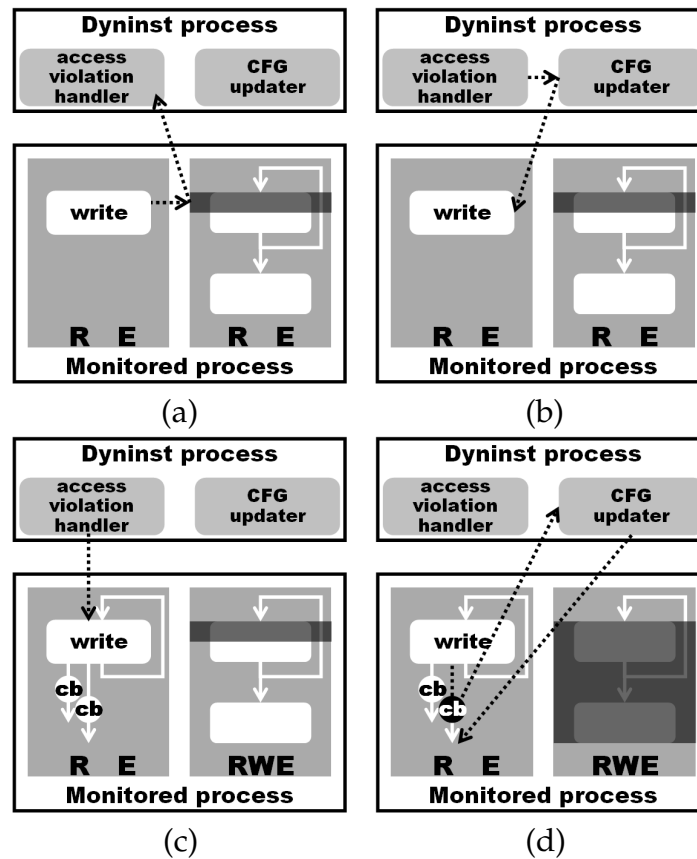 Dyninst process
access
violation
handler
CFG
updater
write
R E
R E
Monitored process
(a)
Dyninst process
access
violation
handler
CFG
updater
write
R E
R E
Monitored process
(b)
Dyninst process
access
violation
handler
CFG
updater
write
cb
cb
R E
RWE
Monitored process
(c)
Dyninst process
access
violation
handler
CFG
updater
write
cb
cb
R E
RWE
Monitored process
(d)